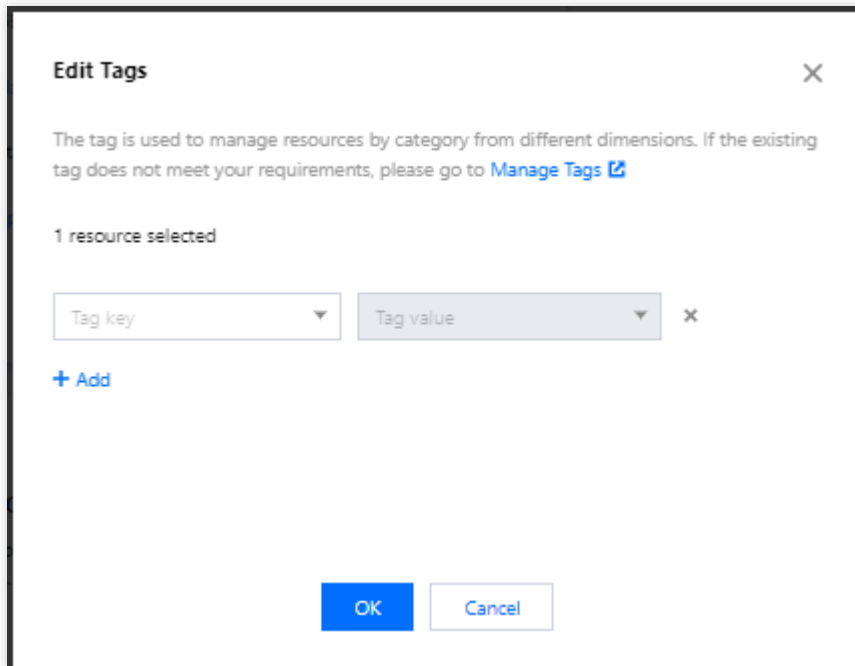 Edit Tags
The tag is used to manage resources by category from different dimensions. If the existing
tag does not meet your requirements, please go to Manage Tags
1 resource selected
Tag key Tag value
+ Add
OK Cancel